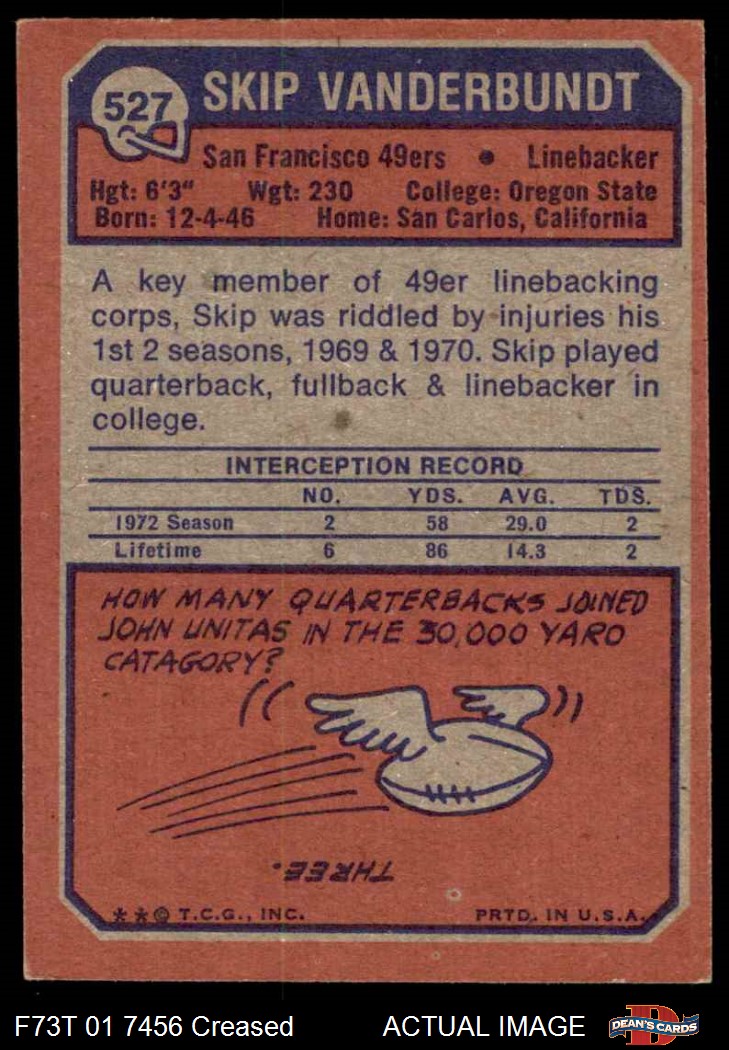 527
SKIP VANDERBUNDT
San Francisco 49ers • Linebacker
Hgt: 6'3" Wgt: 230 College: Oregon State
Born: 12-4-46 Home: San Carlos, California
A key member of 49er linebacking
corps, Skip was riddled by injuries his
1st 2 seasons, 1969 & 1970. Skip played
quarterback, fullback & linebacker in
college.
INTERCEPTION RECORD
NO. YDS. AVG. TDS.
1972 Season 2 58 29.0 2
Lifetime 6 86 14.3 2
HOW MANY QUARTERBACKS JOINED
JOHN UNITAS IN THE 30,000 YARD
CATAGORY?
THREE.
**© T.C.G., INC. PRTD. IN U.S.A.
F73T 01 7456 Creased ACTUAL IMAGE
D
DEAN'S CARDS